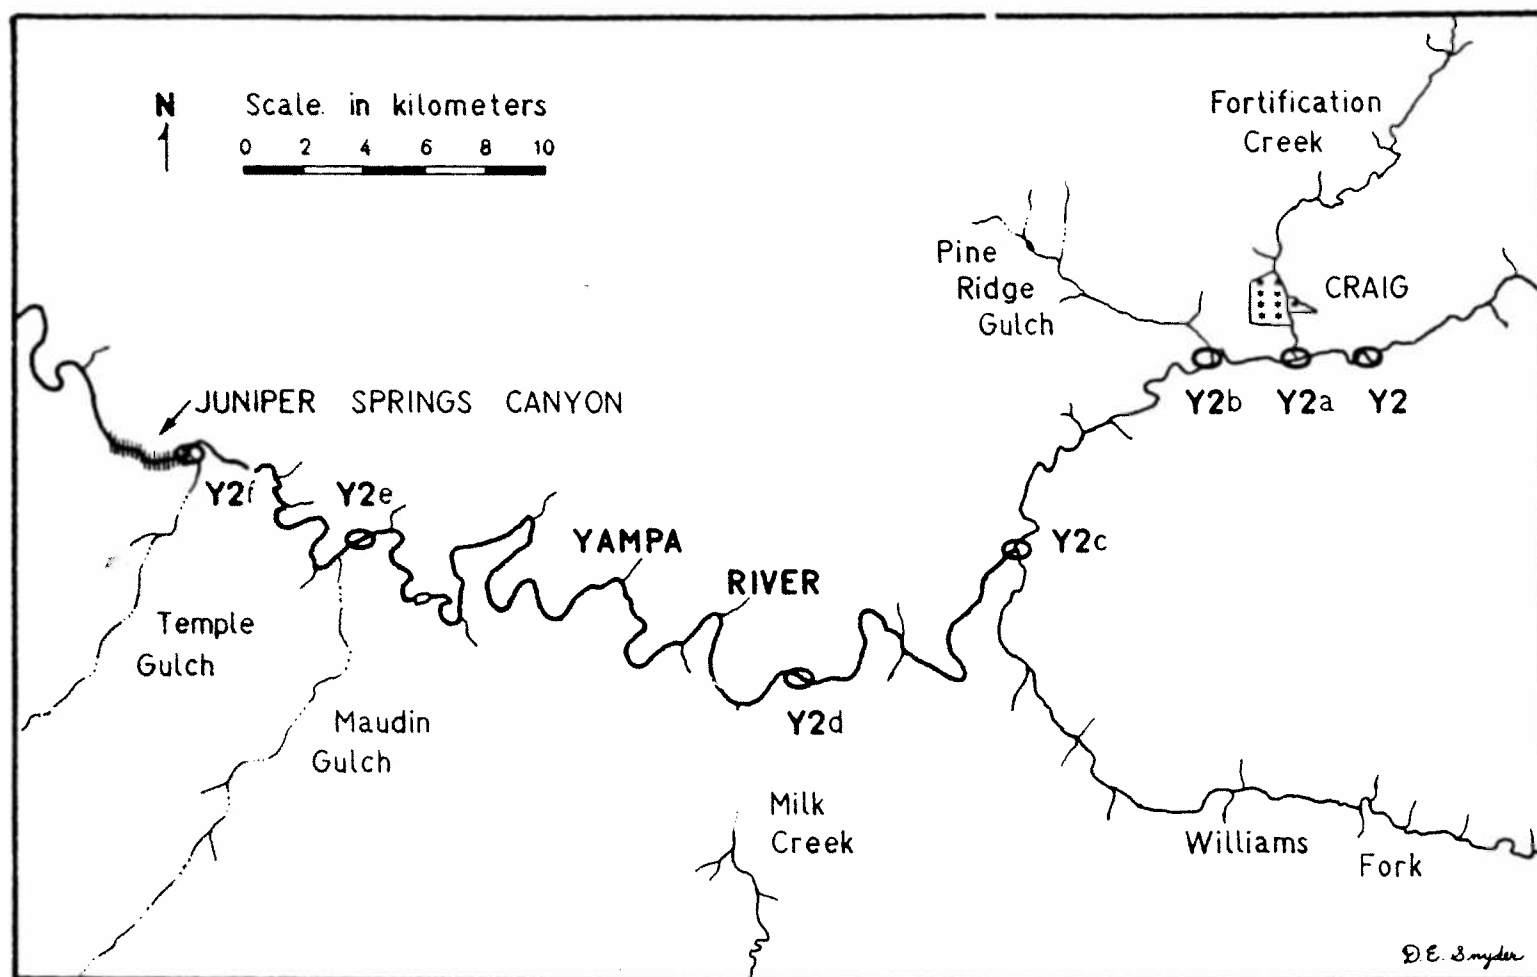 N
Scale. in kilometers
0 2 4 6 8 10
Fortification
Creek
Pine
Ridge
Gulch
CRAIG
Y2b Y2a Y2
JUNIPER SPRINGS CANYON
Y2f
Y2e
YAMPA
RIVER
Y2c
Temple
Gulch
Y2d
Maudin
Gulch
Milk
Creek
Williams
Fork
D.E. Snyder